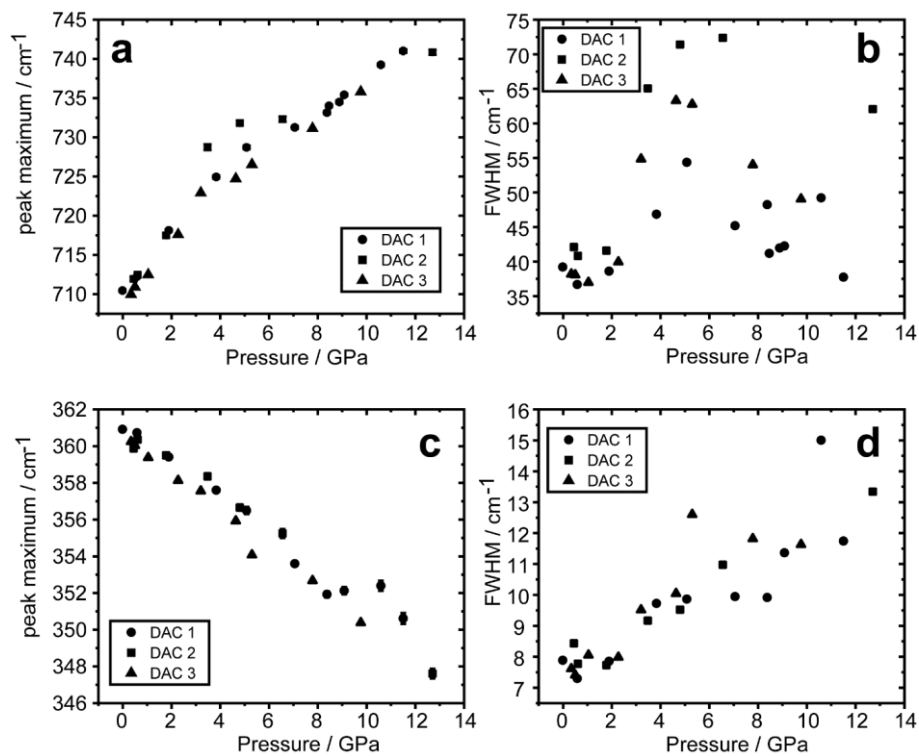 a
peak maximum / cm⁻¹
740
735
730
725
720
715
710
DAC 1
DAC 2
DAC 3
0 2 4 6 8 10 12 14
Pressure / GPa
b
FWHM / cm⁻¹
75
70
65
60
55
50
45
40
35
DAC 1
DAC 2
DAC 3
0 2 4 6 8 10 12 14
Pressure / GPa
c
peak maximum / cm⁻¹
362
360
358
356
354
352
350
348
346
DAC 1
DAC 2
DAC 3
0 2 4 6 8 10 12 14
Pressure / GPa
d
FWHM / cm⁻¹
16
15
14
13
12
11
10
9
8
7
DAC 1
DAC 2
DAC 3
0 2 4 6 8 10 12 14
Pressure / GPa